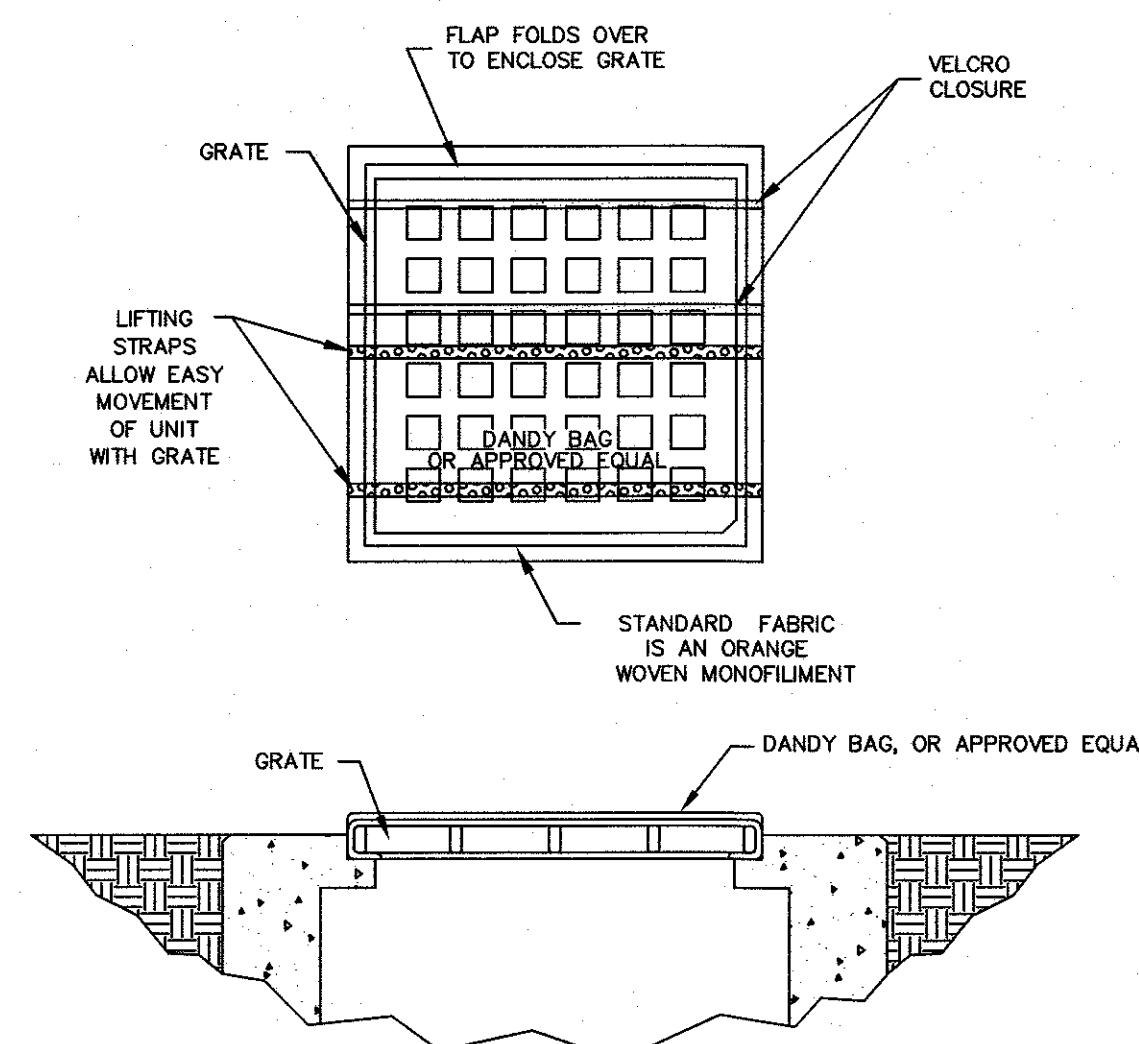 FLAP FOLDS OVER
TO ENCLOSE GRATE
VELCRO
CLOSURE
GRATE
LIFTING
STRAPS
ALLOW EASY
MOVEMENT
OF UNIT
WITH GRATE
DANDY BAG
OR APPROVED EQUAL
STANDARD FABRIC
IS AN ORANGE
WOVEN MONOFILIMENT
GRATE
DANDY BAG, OR APPROVED EQUA